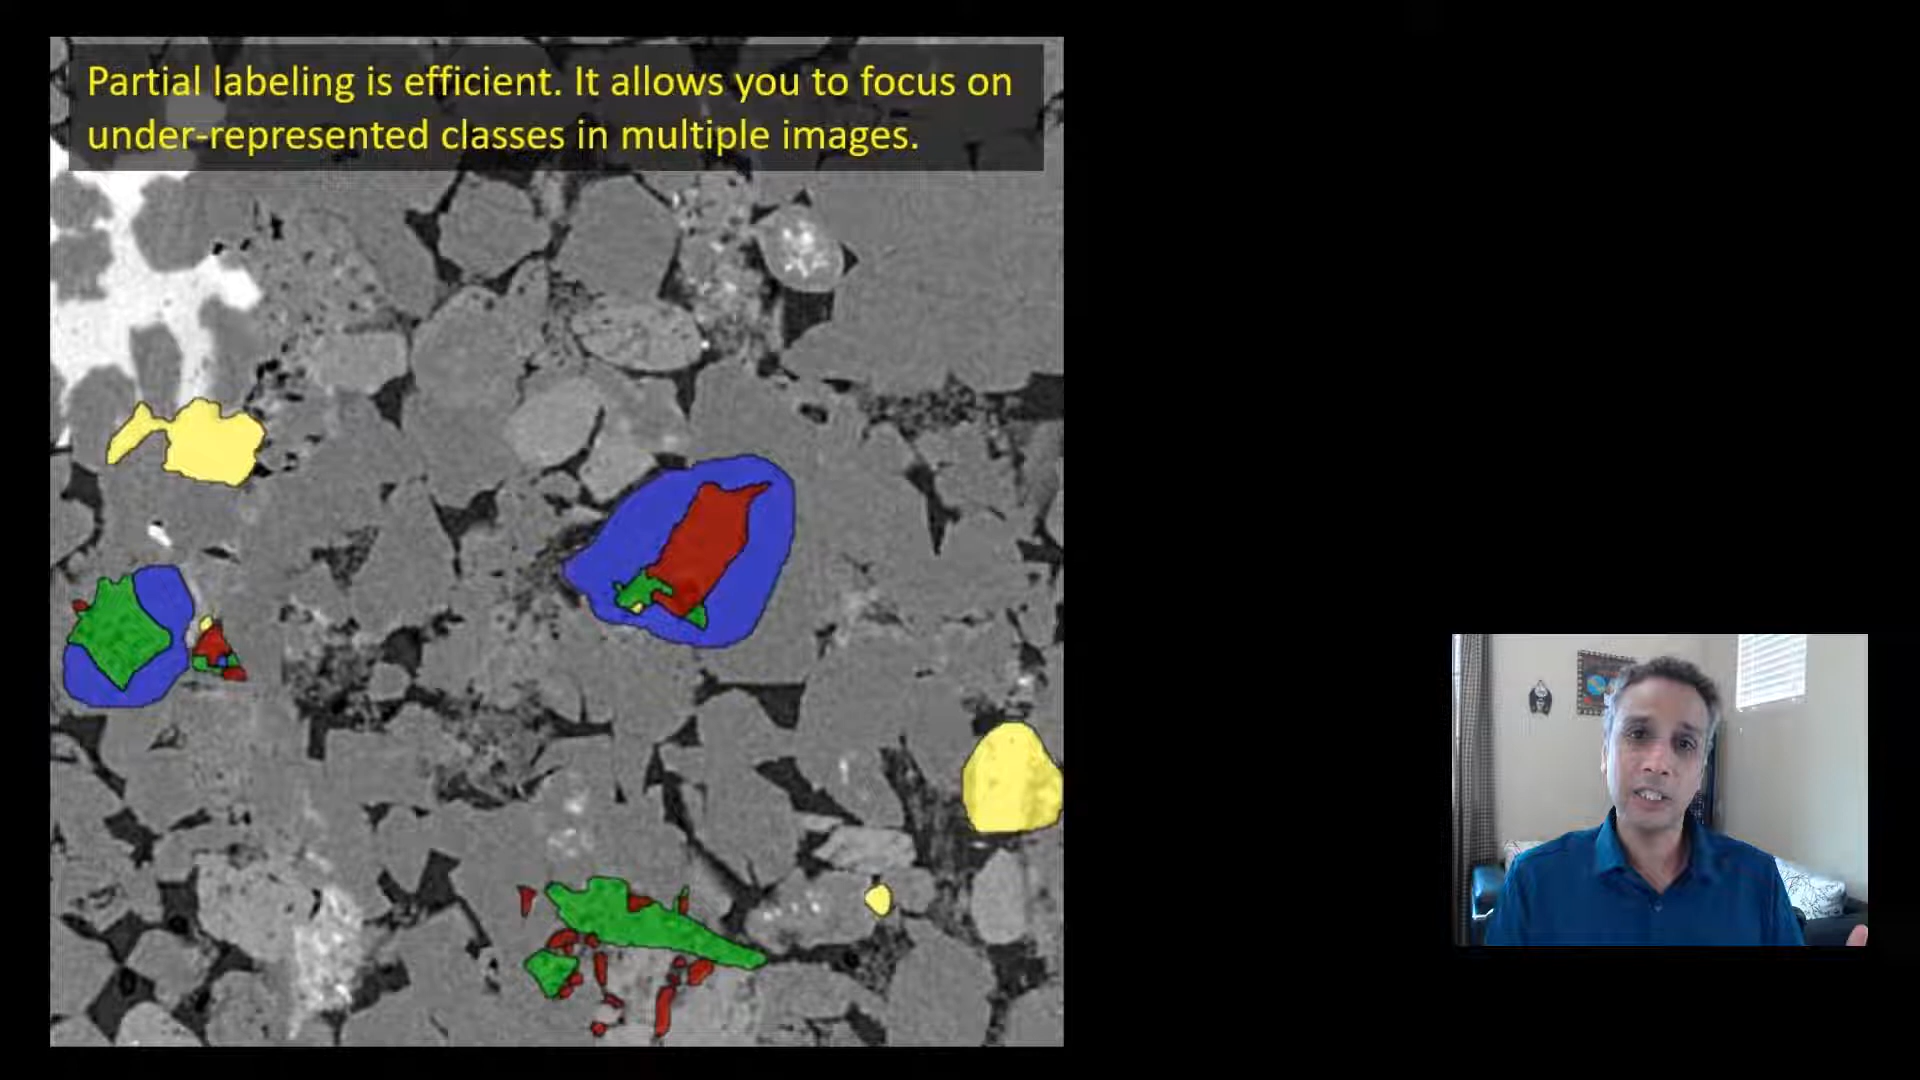 Partial labeling is efficient. It allows you to focus on
under-represented classes in multiple images.